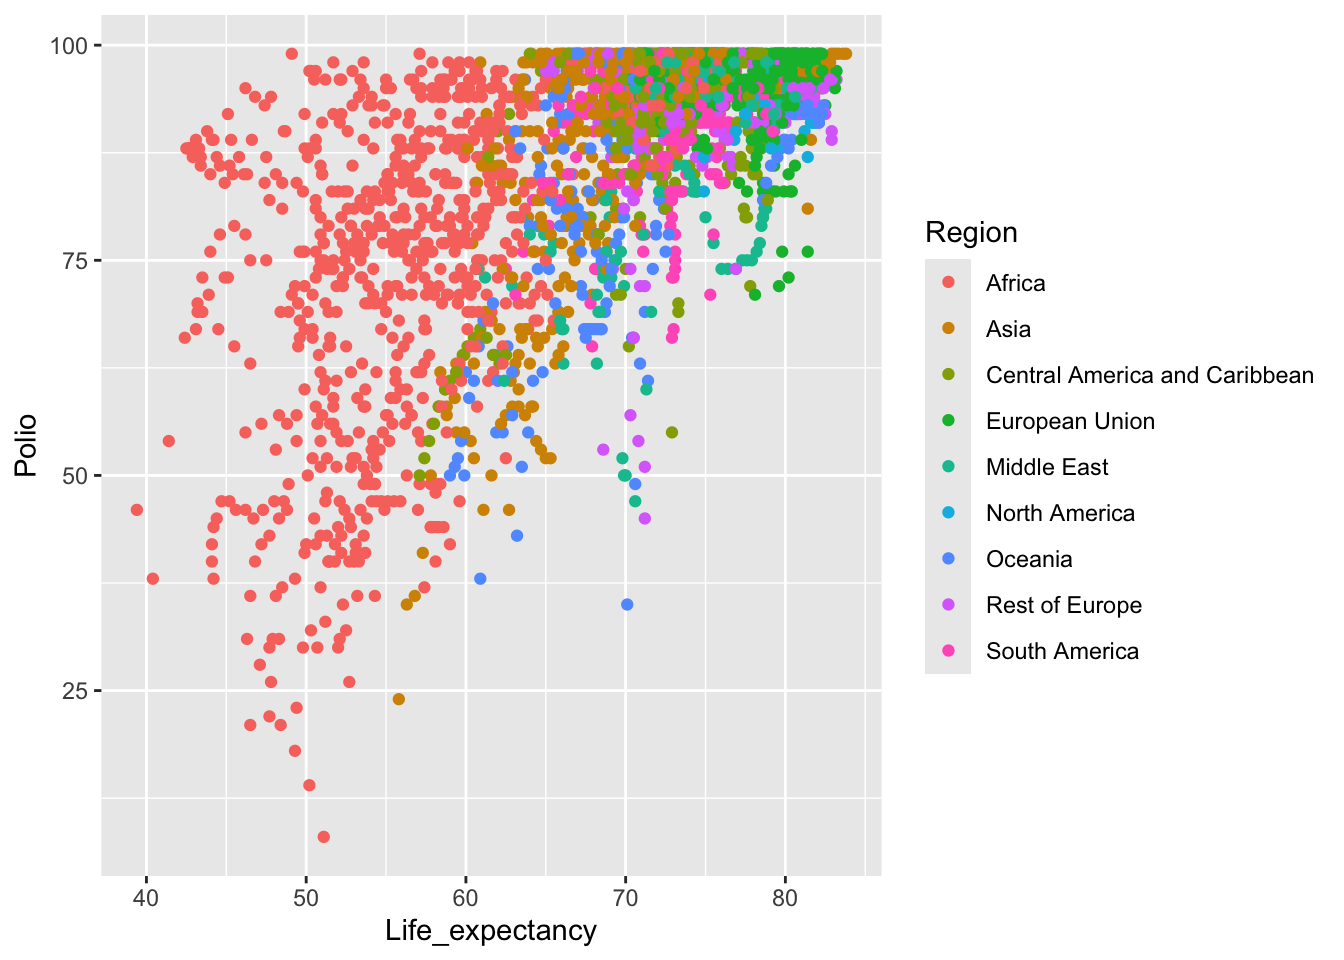 100
75
50
25
Polio
40 50 60 70 80
Life_expectancy
Region
Africa
Asia
Central America and Caribbean
European Union
Middle East
North America
Oceania
Rest of Europe
South America